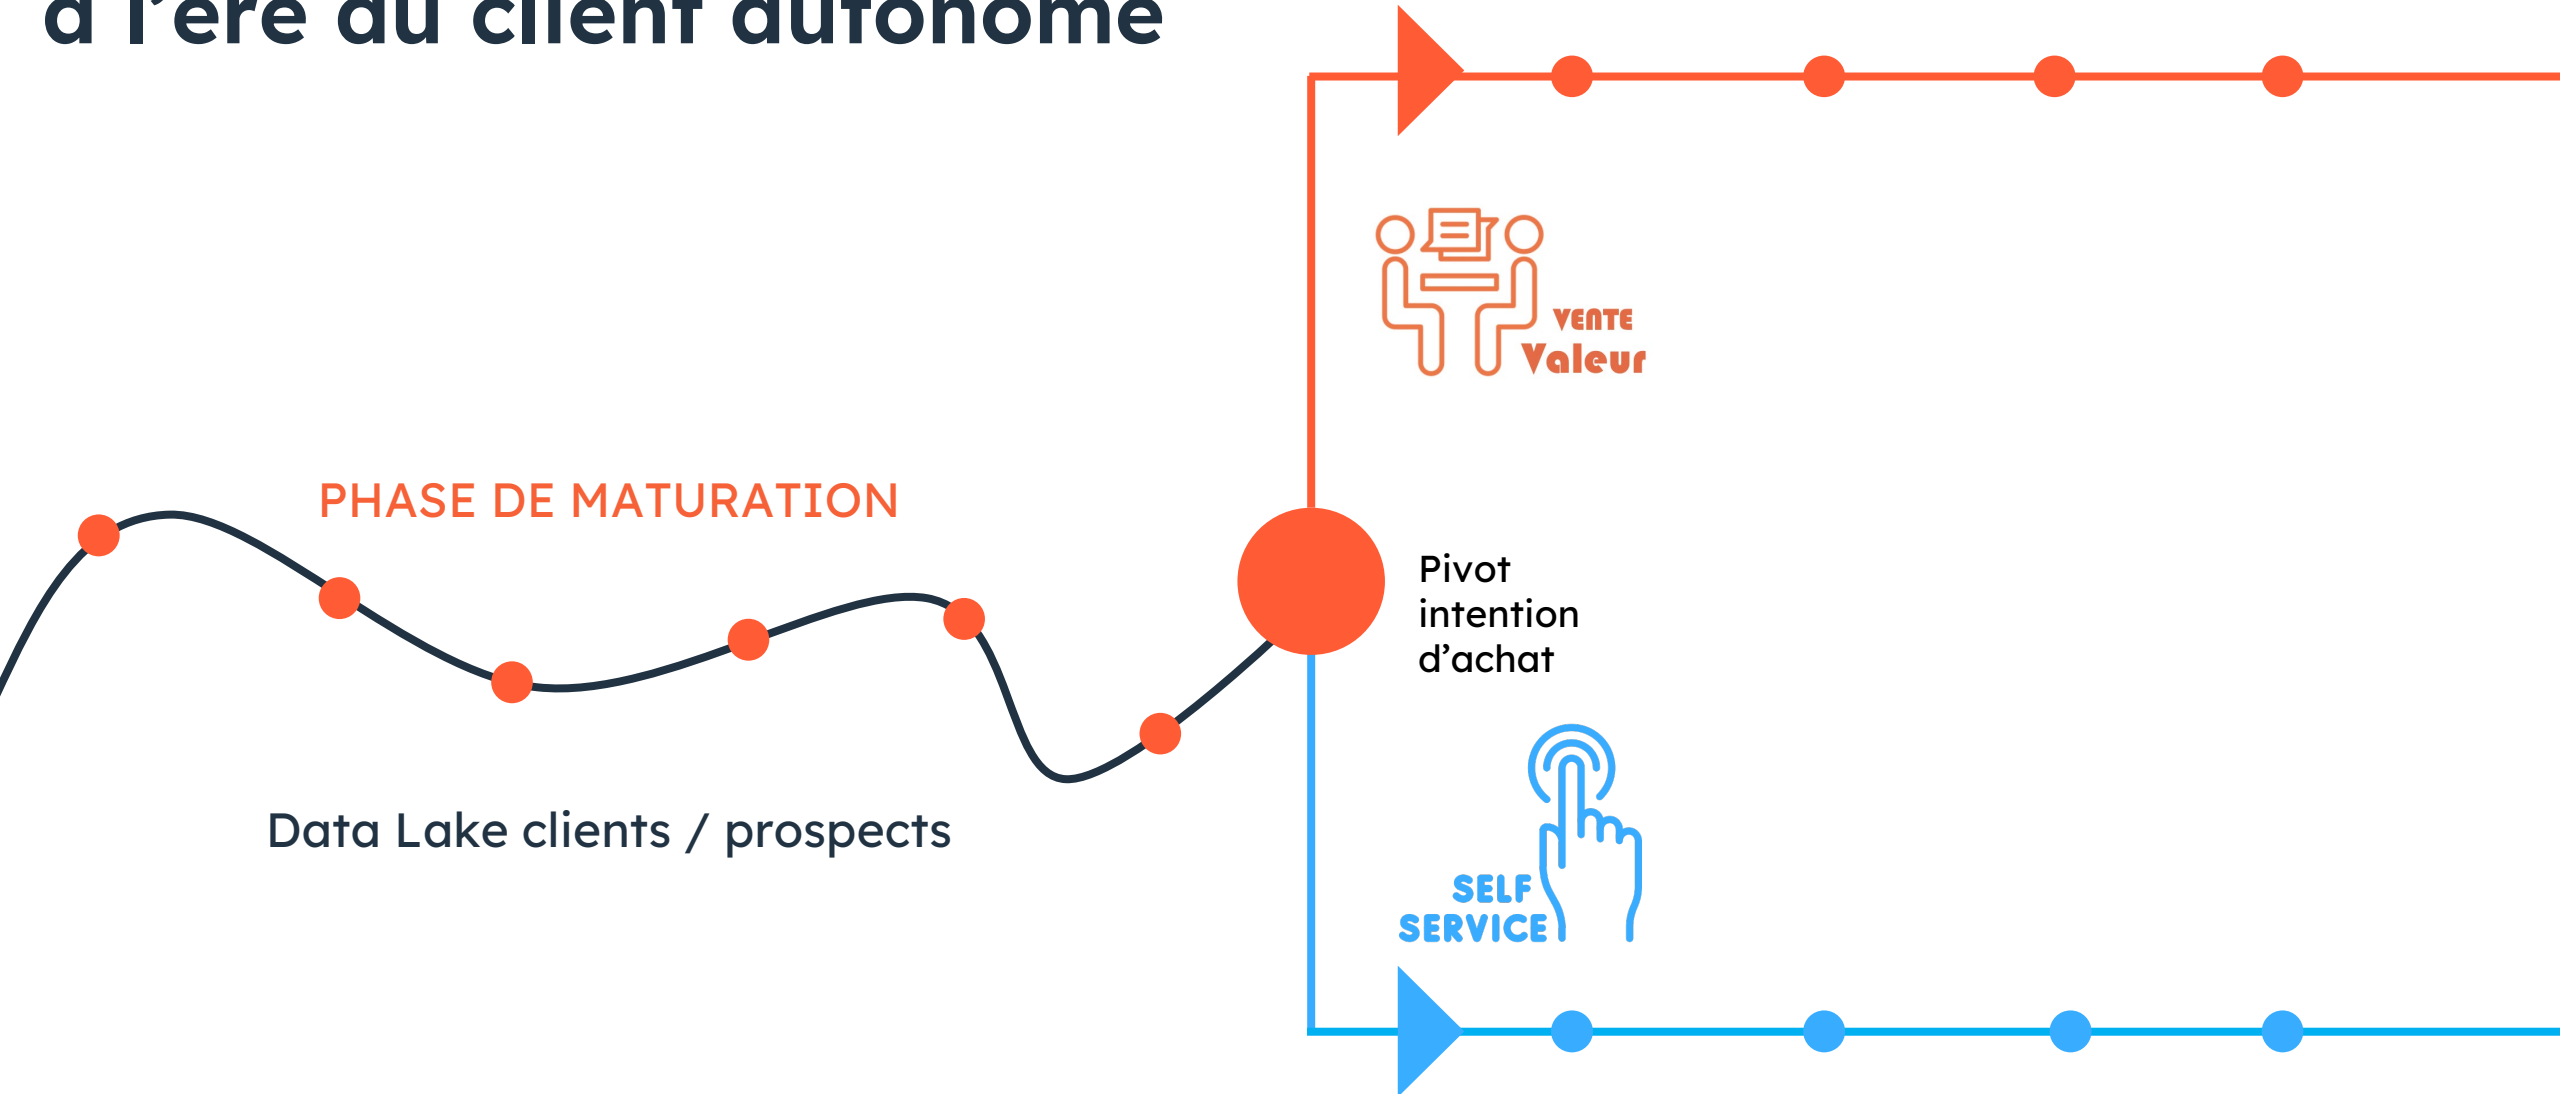 à l'ère du client autonome
VENTE
Valeur
PHASE DE MATURATION
Pivot
intention
d'achat
Data Lake clients / prospects
SELF
SERVICE